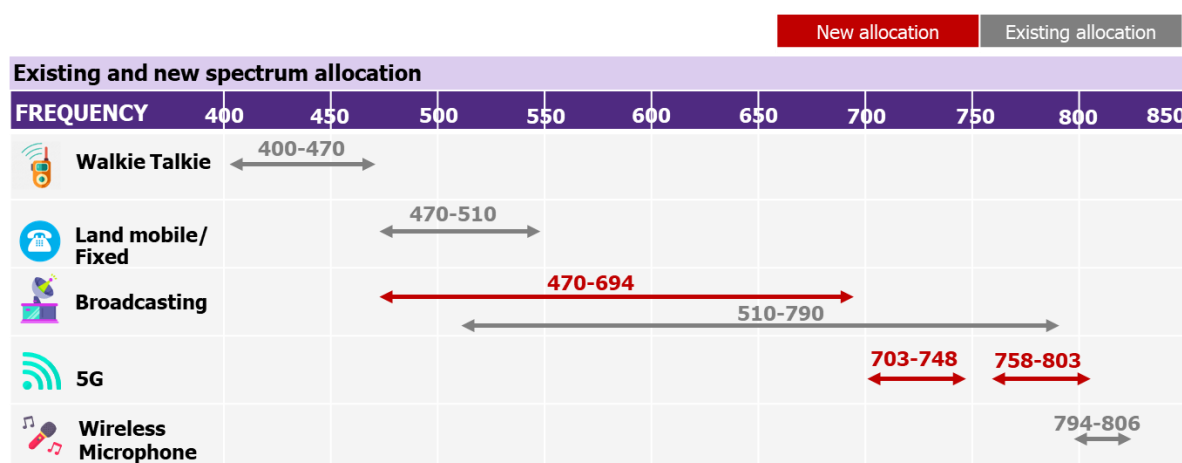 New allocation
Existing allocation
Existing and new spectrum allocation
FREQUENCY 400 450 500 550 600 650 700 750 800 850
Walkie Talkie
400-470
Land mobile/
Fixed
470-510
Broadcasting
470-694
510-790
5G
703-748
758-803
Wireless
Microphone
794-806